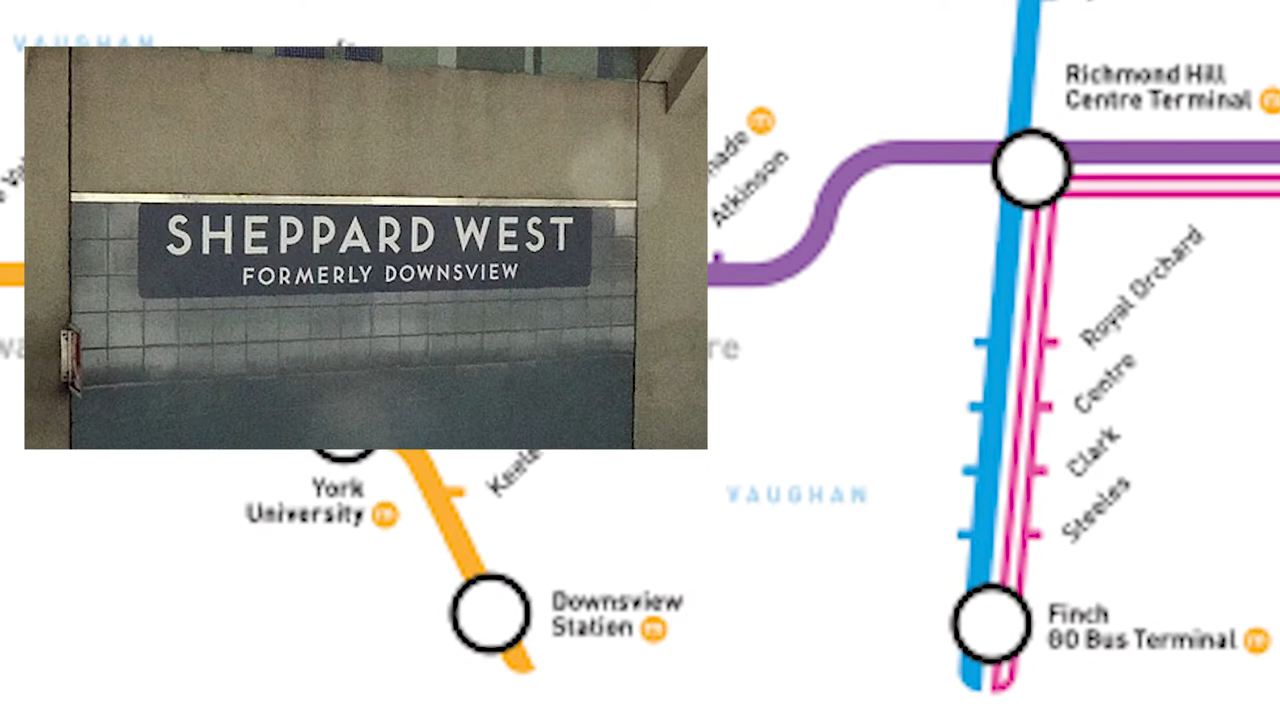 VAUGHAN
SHEPPARD WEST
FORMERLY DOWNSVIEW
Atkinson
Richmond Hill
Centre Terminal
Royal Orchard
Centre
Clark
Steeles
VAUGHAN
York
University
Downsview
Station
Finch
GO Bus Terminal